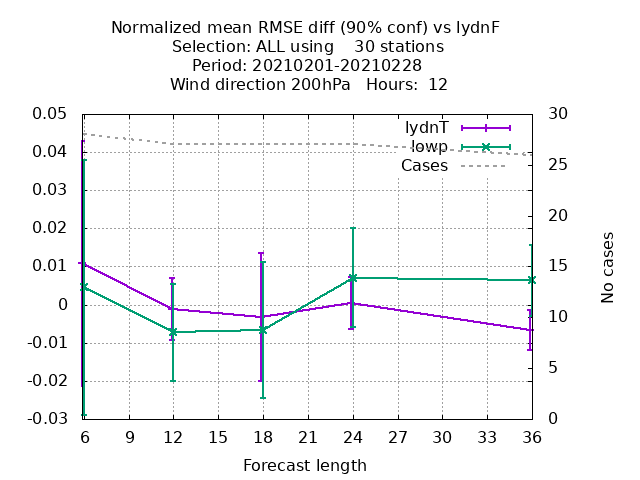 Normalized mean RMSE diff (90% conf) vs lydnF
Selection: ALL using    30 stations
Period: 20210201-20210228
Wind direction 200hPa   Hours:  12
0.05
0.04
0.03
0.02
0.01
0
-0.01
-0.02
-0.03
30
25
20
15
10
5
0
lydnT
lowp
Cases
No cases
6 9 12 15 18 21 24 27 30 33 36
Forecast length